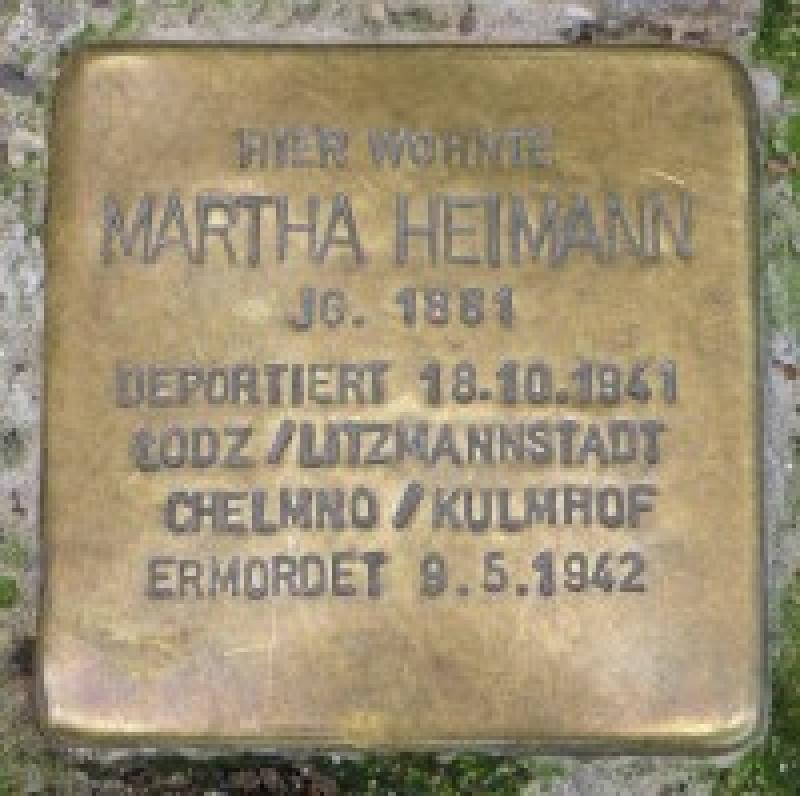 HIER WOHNTE
MARTHA HEIMANN
JG. 1881
DEPORTIERT 18.10.1941
ŁODZ/LITZMANNSTADT
CHELMNO/KULMHOF
ERMORDET 9.5.1942